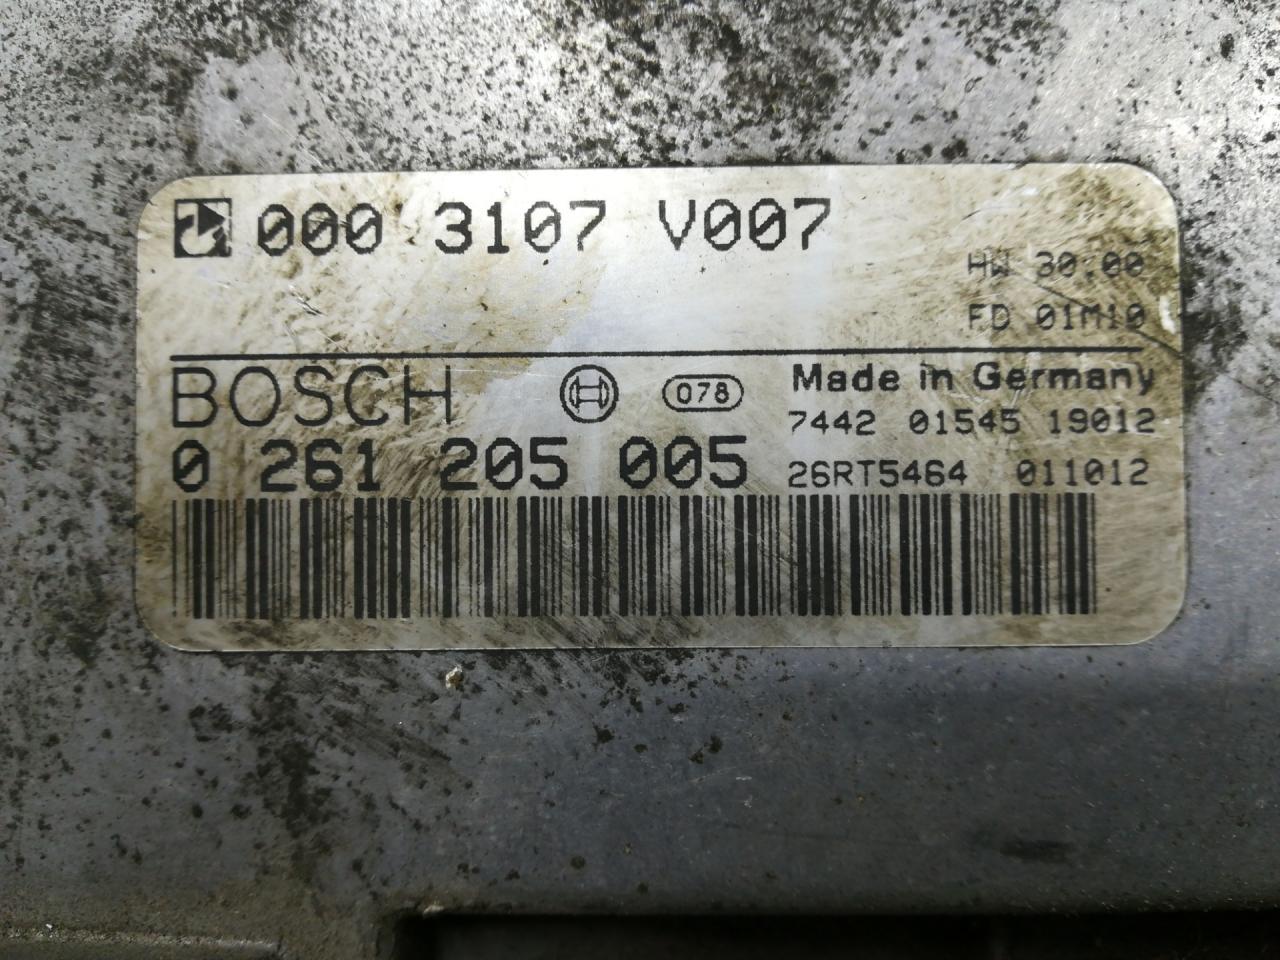 000 3107 V007
HW 30:00
FD 01M10
BOSCH 078 Made in Germany
7442 01545 19012
0 261 205 005 26RT5464 011012